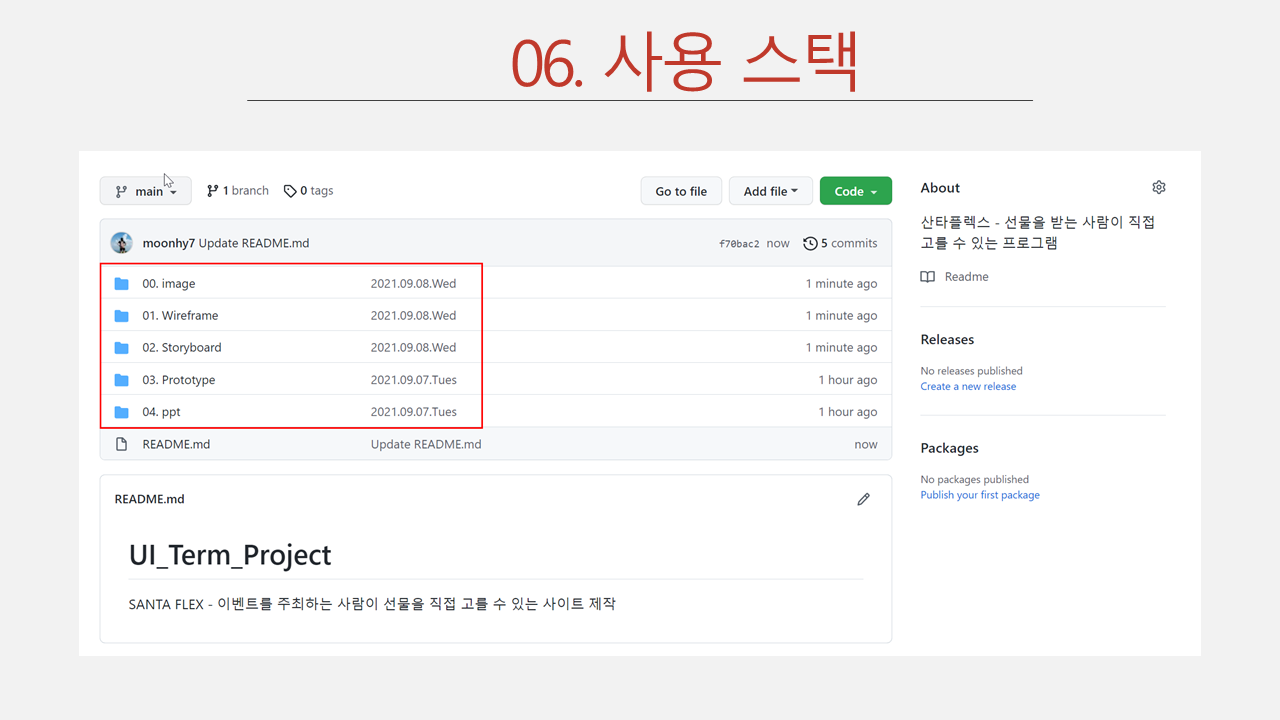 06. 사용 스택
main
1 branch
0 tags
Go to file
Add file
Code
moonhy7 Update README.md
f70bac2 now
5 commits
00. image 2021.09.08.Wed 1 minute ago
01. Wireframe 2021.09.08.Wed 1 minute ago
02. Storyboard 2021.09.08.Wed 1 minute ago
03. Prototype 2021.09.07.Tues 1 hour ago
04. ppt 2021.09.07.Tues 1 hour ago
README.md Update README.md now
README.md
UI_Term_Project
SANTA FLEX - 이벤트를 주최하는 사람이 선물을 직접 고를 수 있는 사이트 제작
About
산타플렉스 - 선물을 받는 사람이 직접
고를 수 있는 프로그램
Readme
Releases
No releases published
Create a new release
Packages
No packages published
Publish your first package